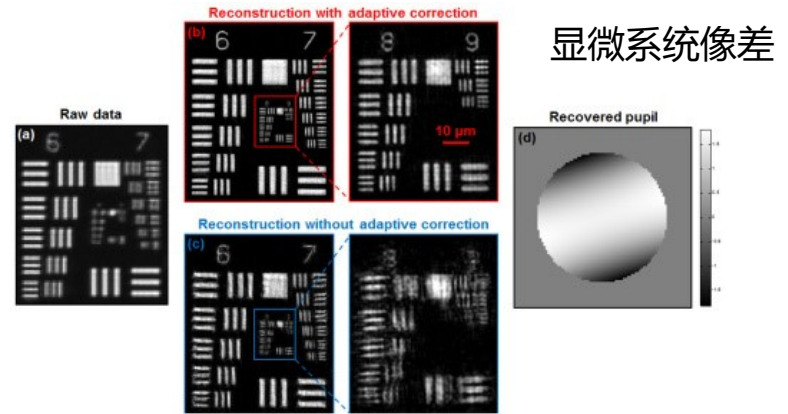 显微系统像差
Reconstruction with adaptive correction
(b)
6 7
8 9
10 µm
Raw data
(a)
6 7
Reconstruction without adaptive correction
(c)
6 7
Recovered pupil
(d)